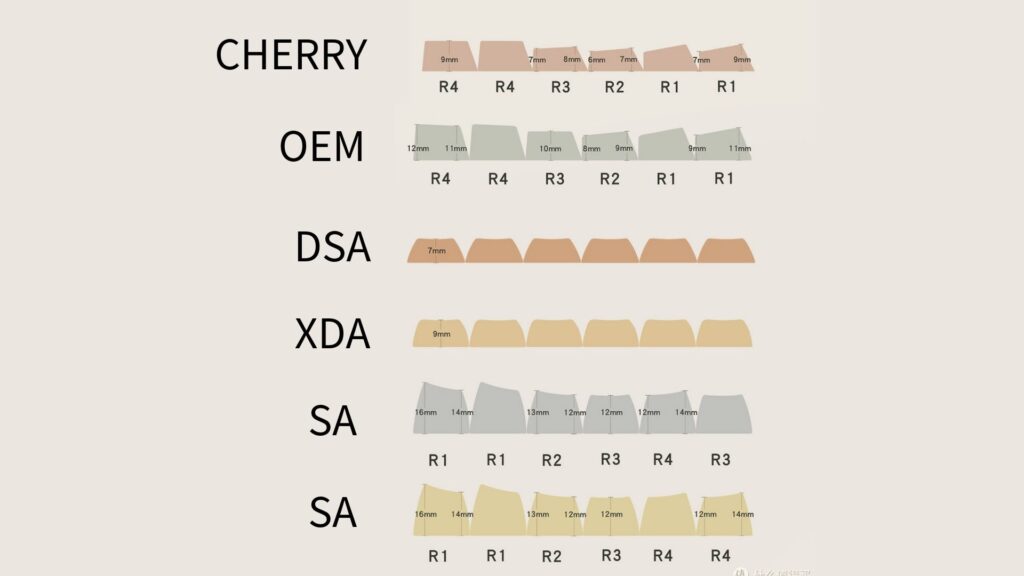 CHERRY
9mm 7mm 8mm 6mm 7mm 7mm 9mm
R4 R4 R3 R2 R1 R1
OEM
12mm 11mm 10mm 8mm 9mm 9mm 11mm
R4 R4 R3 R2 R1 R1
DSA
7mm
XDA
9mm
SA
16mm 14mm 13mm 12mm 12mm 12mm 14mm
R1 R1 R2 R3 R4 R3
SA
16mm 14mm 13mm 12mm 12mm 12mm 14mm
R1 R1 R2 R3 R4 R4